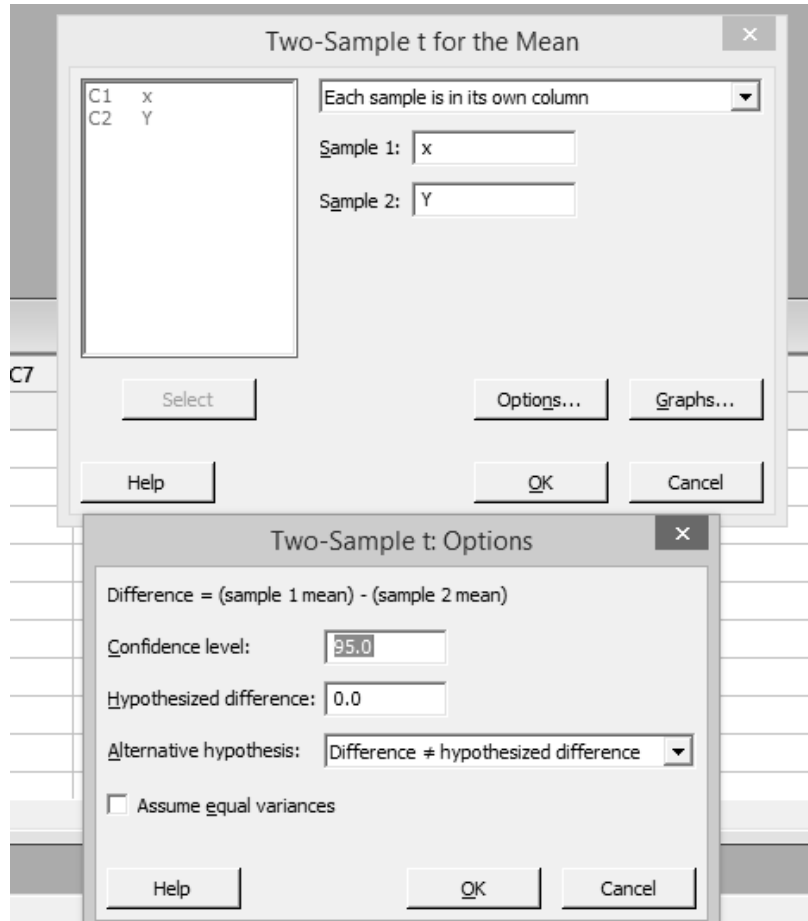 Two-Sample t for the Mean
×
C1 x
C2 Y
Each sample is in its own column
Sample 1: x
Sample 2: Y
C7
Select
Options...
Graphs...
Help
OK
Cancel
Two-Sample t: Options
×
Difference = (sample 1 mean) - (sample 2 mean)
Confidence level: 95.0
Hypothesized difference: 0.0
Alternative hypothesis: Difference ≠ hypothesized difference
Assume equal variances
Help
OK
Cancel